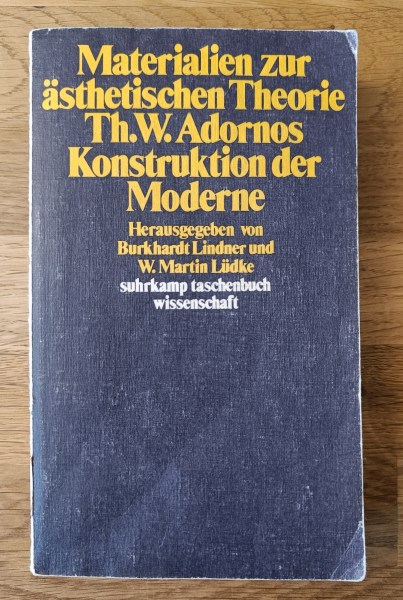 Materialien zur
ästhetischen Theorie
Th.W. Adornos
Konstruktion der
Moderne
Herausgegeben von
Burkhardt Lindner und
W. Martin Lüdke
suhrkamp taschenbuch
wissenschaft